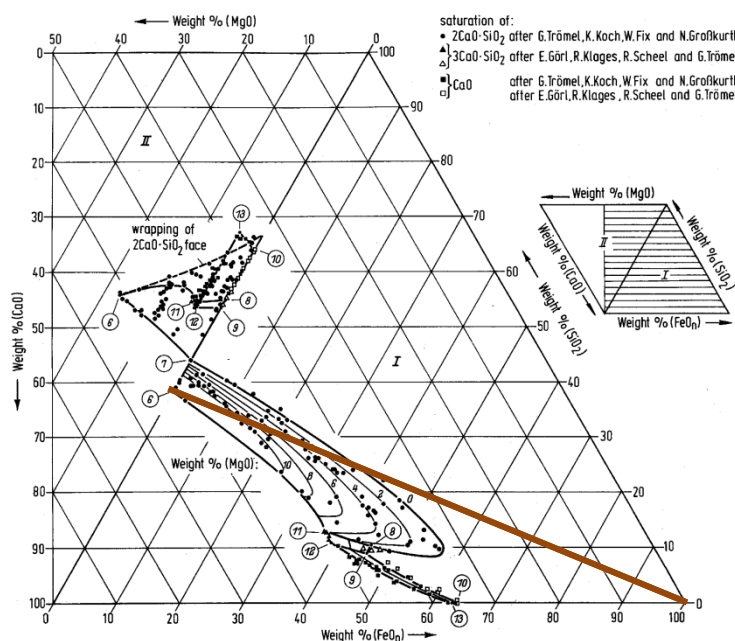 ← Weight % (MgO)
50 40 30 20 10 0
saturation of:
• 2CaO·SiO₂ after G.Trömel,K.Koch,W.Fix and N.Großkurth
▲ △ }3CaO·SiO₂ after E.Görl,R.Klages, R.Scheel and G.Tröme
■ □ }CaO after G.Trömel,K.Koch,W.Fix and N.Großkurth
after E.Görl,R.Klages, R.Scheel and G.Tröme
0 100
10 90
20 80
30 70
40 60
50 50
60 40
70 30
80 20
90 10
100 0
II
I
wrapping of
2CaO·SiO₂ face
13
10
6
11
12
8
9
7
6
Weight % (MgO):
10 8 6 4 2 0
11
12
8
9
10
13
← Weight % (CaO)
Weight % (SiO₂)
0 10 20 30 40 50 60 70 80 90 100
Weight % (FeOₙ) →
← Weight % (MgO)
Weight % (CaO)
II
I
Weight % (SiO₂)
Weight % (FeOₙ) →